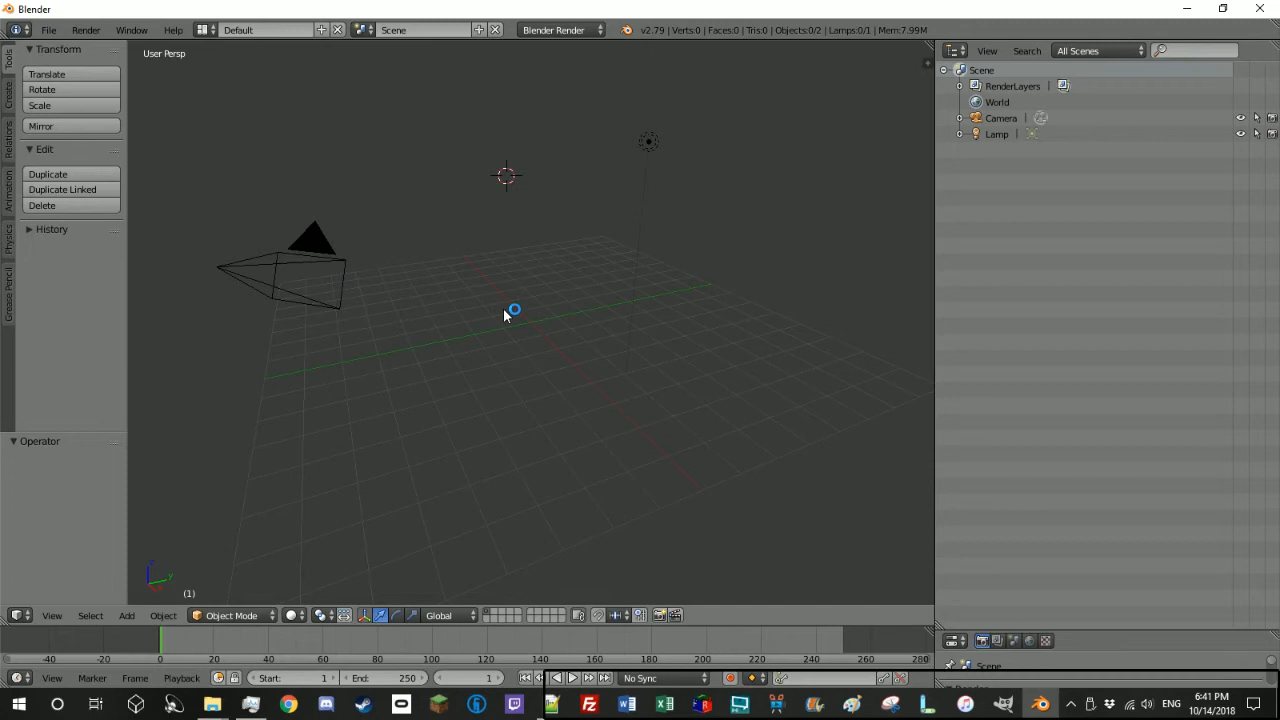 Blender
File Render Window Help Default Scene Blender Render v2.79 | Verts:0 | Faces:0 | Tris:0 | Objects:0/2 | Lamps:0/1 | Mem:7.99M
Tools
Create
Relations
Animation
Physics
Grease Pencil
Transform
Translate
Rotate
Scale
Mirror
Edit
Duplicate
Duplicate Linked
Delete
History
Operator
User Persp
(1)
z
y
View Search All Scenes
Scene
RenderLayers |
World
Camera |
Lamp |
View Select Add Object Object Mode Global
-40 -20 0 20 40 60 80 100 120 140 160 180 200 220 240 260 280
View Marker Frame Playback Start: 1 End: 250 1 No Sync
Scene
ENG
6:41 PM
10/14/2018